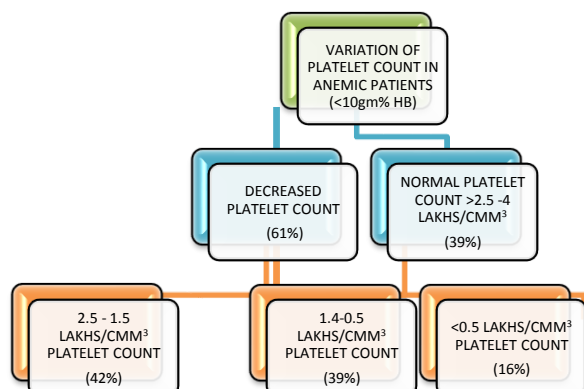 VARIATION OF
PLATELET COUNT IN
ANEMIC PATIENTS
(<10gm% HB)
DECREASED
PLATELET COUNT
(61%)
NORMAL PLATELET
COUNT >2.5 -4
LAKHS/CMM³
(39%)
2.5 - 1.5
LAKHS/CMM³
PLATELET COUNT
(42%)
1.4-0.5
LAKHS/CMM³
PLATELET COUNT
(39%)
<0.5 LAKHS/CMM³
PLATELET COUNT
(16%)